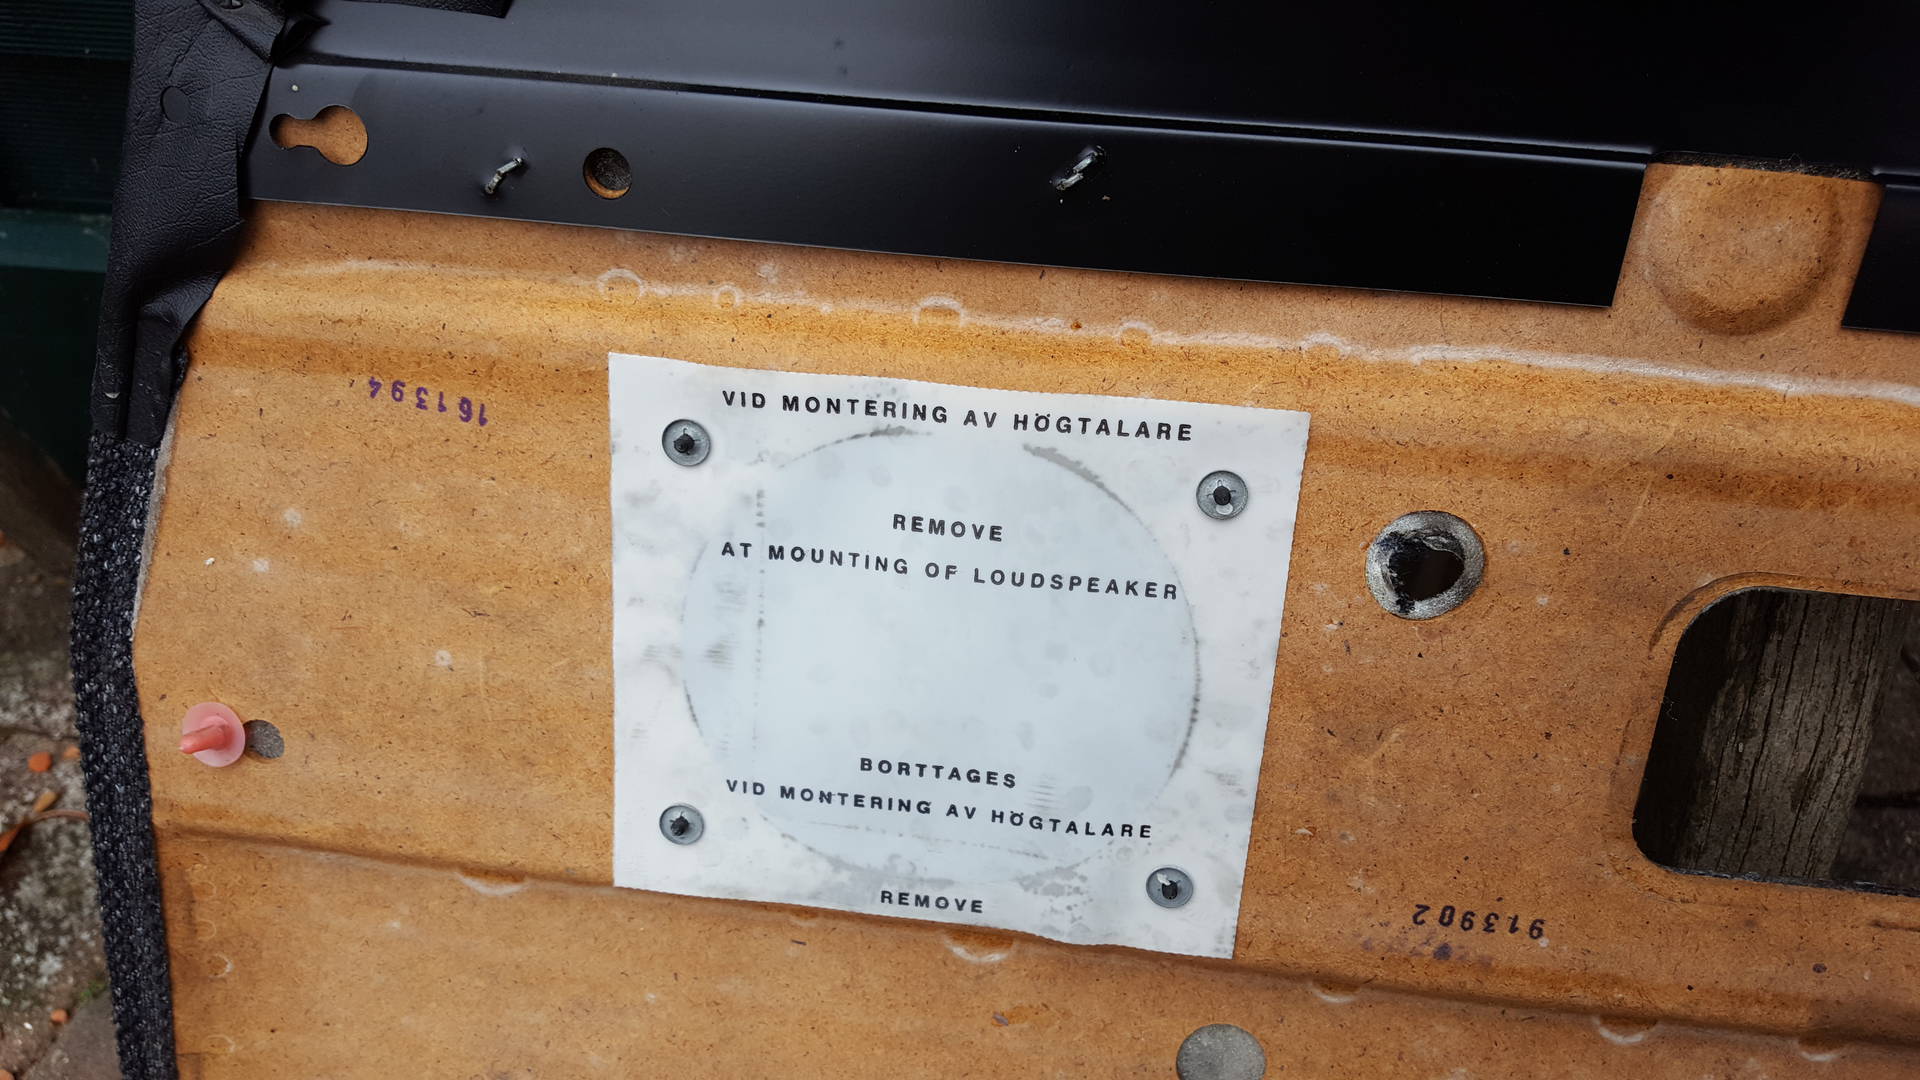 VID MONTERING AV HÖGTALARE
REMOVE
AT MOUNTING OF LOUDSPEAKER
BORTTAGES
VID MONTERING AV HÖGTALARE
REMOVE
161394
913902